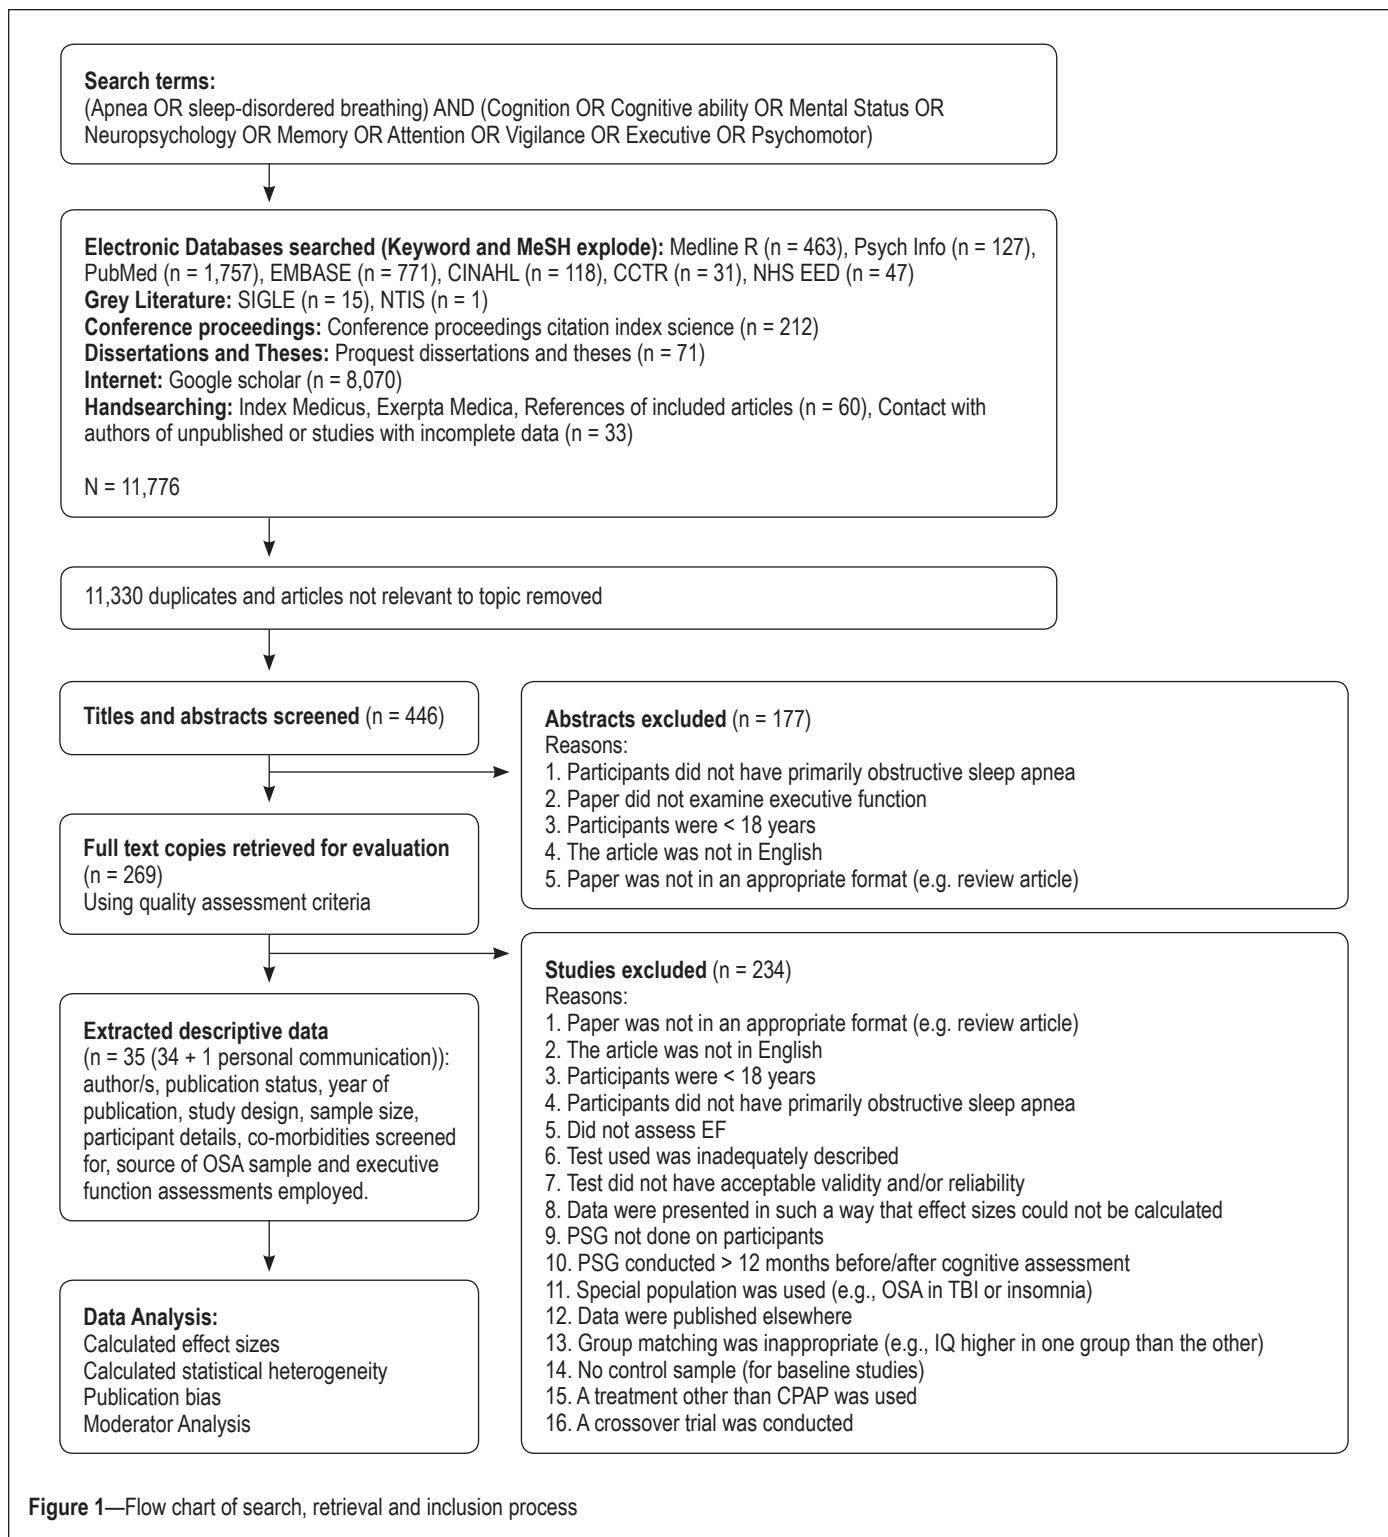 Search terms:
(Apnea OR sleep-disordered breathing) AND (Cognition OR Cognitive ability OR Mental Status OR
Neuropsychology OR Memory OR Attention OR Vigilance OR Executive OR Psychomotor)
Electronic Databases searched (Keyword and MeSH explode): Medline R (n = 463), Psych Info (n = 127),
PubMed (n = 1,757), EMBASE (n = 771), CINAHL (n = 118), CCTR (n = 31), NHS EED (n = 47)
Grey Literature: SIGLE (n = 15), NTIS (n = 1)
Conference proceedings: Conference proceedings citation index science (n = 212)
Dissertations and Theses: Proquest dissertations and theses (n = 71)
Internet: Google scholar (n = 8,070)
Handsearching: Index Medicus, Exerpta Medica, References of included articles (n = 60), Contact with
authors of unpublished or studies with incomplete data (n = 33)
N = 11,776
11,330 duplicates and articles not relevant to topic removed
Titles and abstracts screened (n = 446)
Abstracts excluded (n = 177)
Reasons:
1. Participants did not have primarily obstructive sleep apnea
2. Paper did not examine executive function
3. Participants were < 18 years
4. The article was not in English
5. Paper was not in an appropriate format (e.g. review article)
Full text copies retrieved for evaluation
(n = 269)
Using quality assessment criteria
Studies excluded (n = 234)
Reasons:
1. Paper was not in an appropriate format (e.g. review article)
2. The article was not in English
3. Participants were < 18 years
4. Participants did not have primarily obstructive sleep apnea
5. Did not assess EF
6. Test used was inadequately described
7. Test did not have acceptable validity and/or reliability
8. Data were presented in such a way that effect sizes could not be calculated
9. PSG not done on participants
10. PSG conducted > 12 months before/after cognitive assessment
11. Special population was used (e.g., OSA in TBI or insomnia)
12. Data were published elsewhere
13. Group matching was inappropriate (e.g., IQ higher in one group than the other)
14. No control sample (for baseline studies)
15. A treatment other than CPAP was used
16. A crossover trial was conducted
Extracted descriptive data
(n = 35 (34 + 1 personal communication)):
author/s, publication status, year of
publication, study design, sample size,
participant details, co-morbidities screened
for, source of OSA sample and executive
function assessments employed.
Data Analysis:
Calculated effect sizes
Calculated statistical heterogeneity
Publication bias
Moderator Analysis
Figure 1—Flow chart of search, retrieval and inclusion process